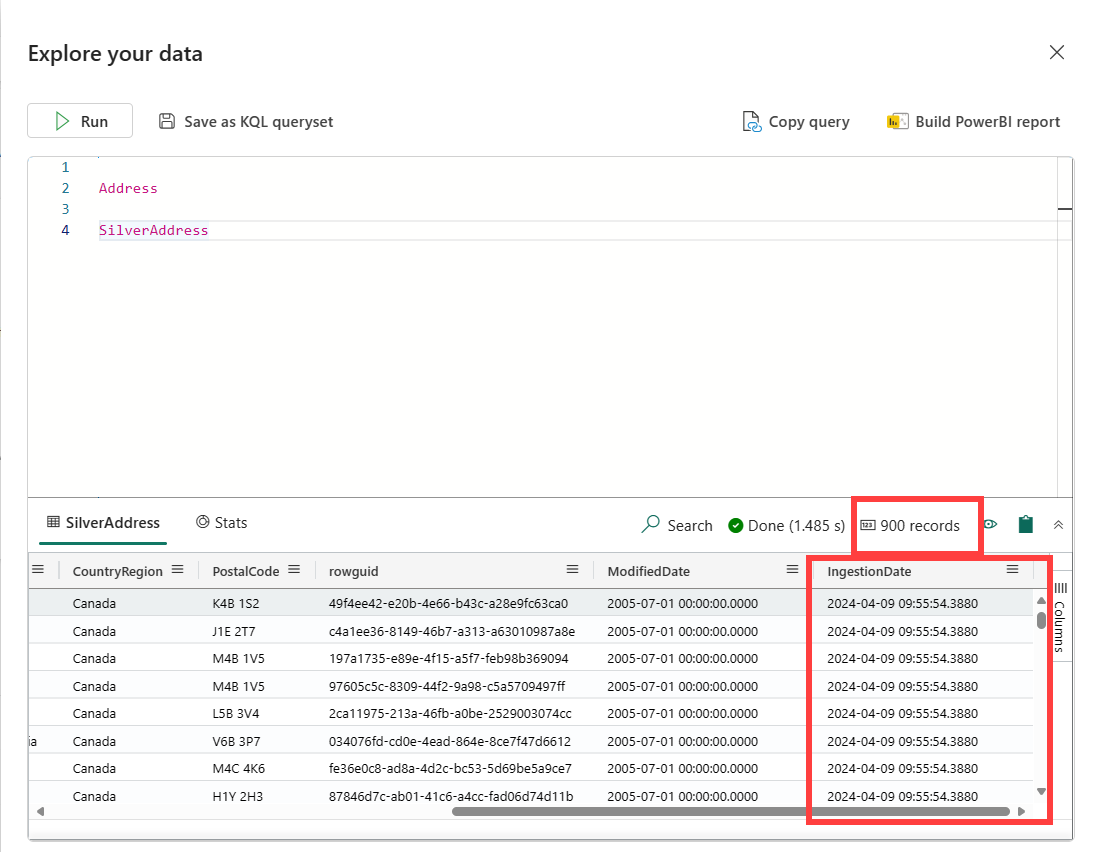 Explore your data
Run Save as KQL queryset Copy query Build PowerBI report
1
2 Address
3
4 SilverAddress
SilverAddress Stats Search Done (1.485 s) 123 900 records
CountryRegion PostalCode rowguid ModifiedDate IngestionDate
Canada K4B 1S2 49f4ee42-e20b-4e66-b43c-a28e9fc63ca0 2005-07-01 00:00:00.0000 2024-04-09 09:55:54.3880
Canada J1E 2T7 c4a1ee36-8149-46b7-a313-a63010987a8e 2005-07-01 00:00:00.0000 2024-04-09 09:55:54.3880
Canada M4B 1V5 197a1735-e89e-4f15-a5f7-feb98b369094 2005-07-01 00:00:00.0000 2024-04-09 09:55:54.3880
Canada M4B 1V5 97605c5c-8309-44f2-9a98-c5a5709497ff 2005-07-01 00:00:00.0000 2024-04-09 09:55:54.3880
Canada L5B 3V4 2ca11975-213a-46fb-a0be-2529003074cc 2005-07-01 00:00:00.0000 2024-04-09 09:55:54.3880
ia Canada V6B 3P7 034076fd-cd0e-4ead-864e-8ce7f47d6612 2005-07-01 00:00:00.0000 2024-04-09 09:55:54.3880
Canada M4C 4K6 fe36e0c8-ad8a-4d2c-bc53-5d69be5a9ce7 2005-07-01 00:00:00.0000 2024-04-09 09:55:54.3880
Canada H1Y 2H3 87846d7c-ab01-41c6-a4cc-fad06d74d11b 2005-07-01 00:00:00.0000 2024-04-09 09:55:54.3880
Columns